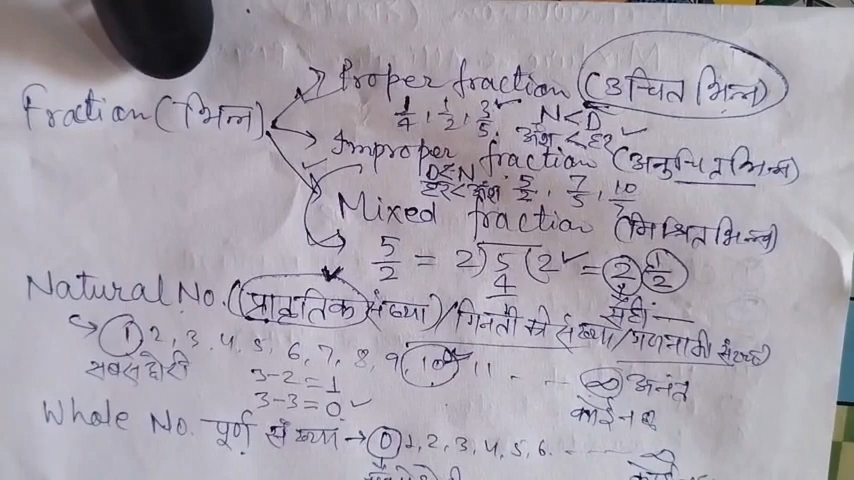 Fraction (भिन्न)
Proper fraction (उचित भिन्न)
1/4, 1/2, 3/5 N<D
अंश < हर
Improper fraction (अनुचित भिन्न)
D<N
हर<अंश 5/2, 7/5, 10/
Mixed fraction (मिश्रित भिन्न)
5/2 = 2)5(2 = 2 1/2
4
1
Natural No. (प्राकृतिक संख्या)/गिनती की संख्या/गणनामी संख्या
1 2, 3, 4, 5, 6, 7, 8, 9, 10, 11 - - - ∞ अनंत
सबसे छोटी
3-2=1
3-3=0
Whole No. पूर्ण संख्या → 0 1, 2, 3, 4, 5, 6. - - - - ∞